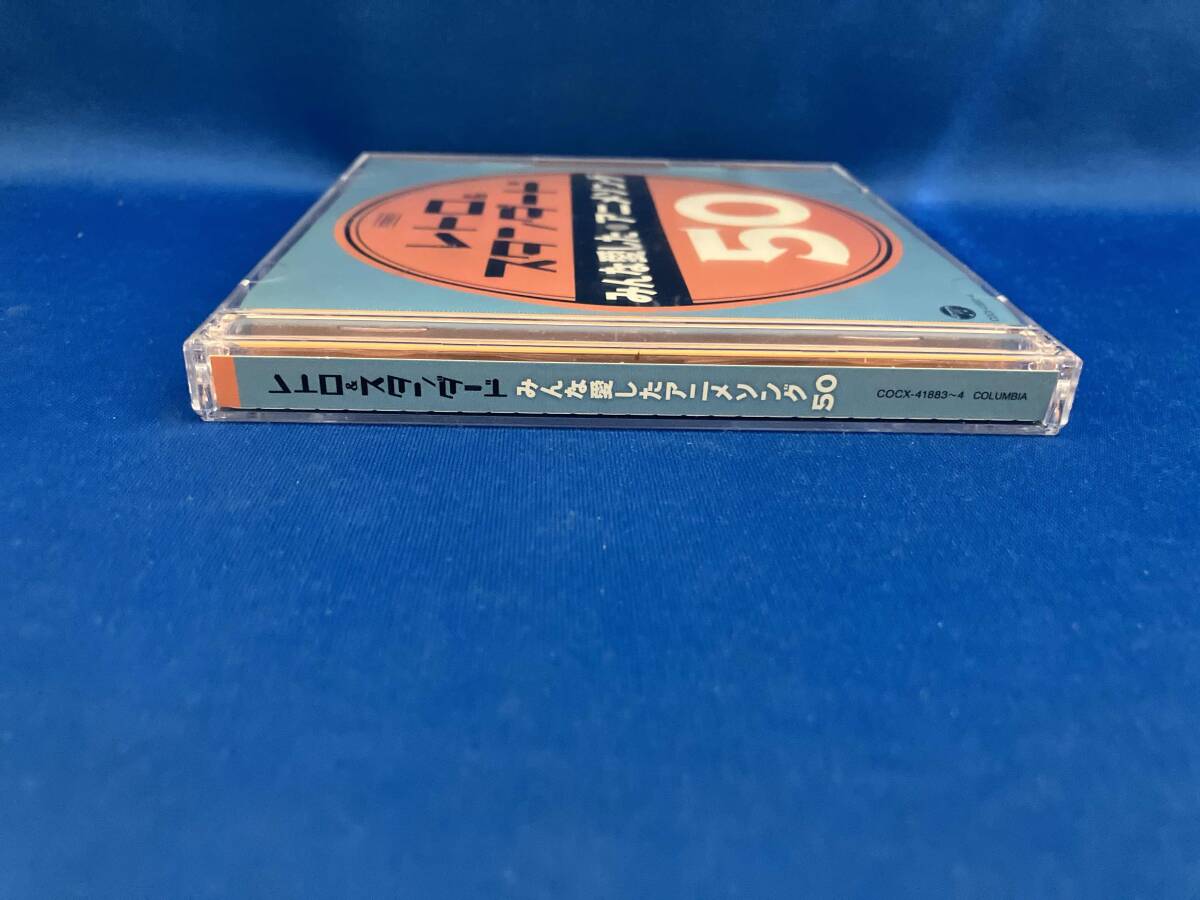 レトロ&
スタンダード
みんな愛した・アニメソング
50
レトロ&スタンダード みんな愛したアニメソング50 COCX-41883~4 COLUMBIA